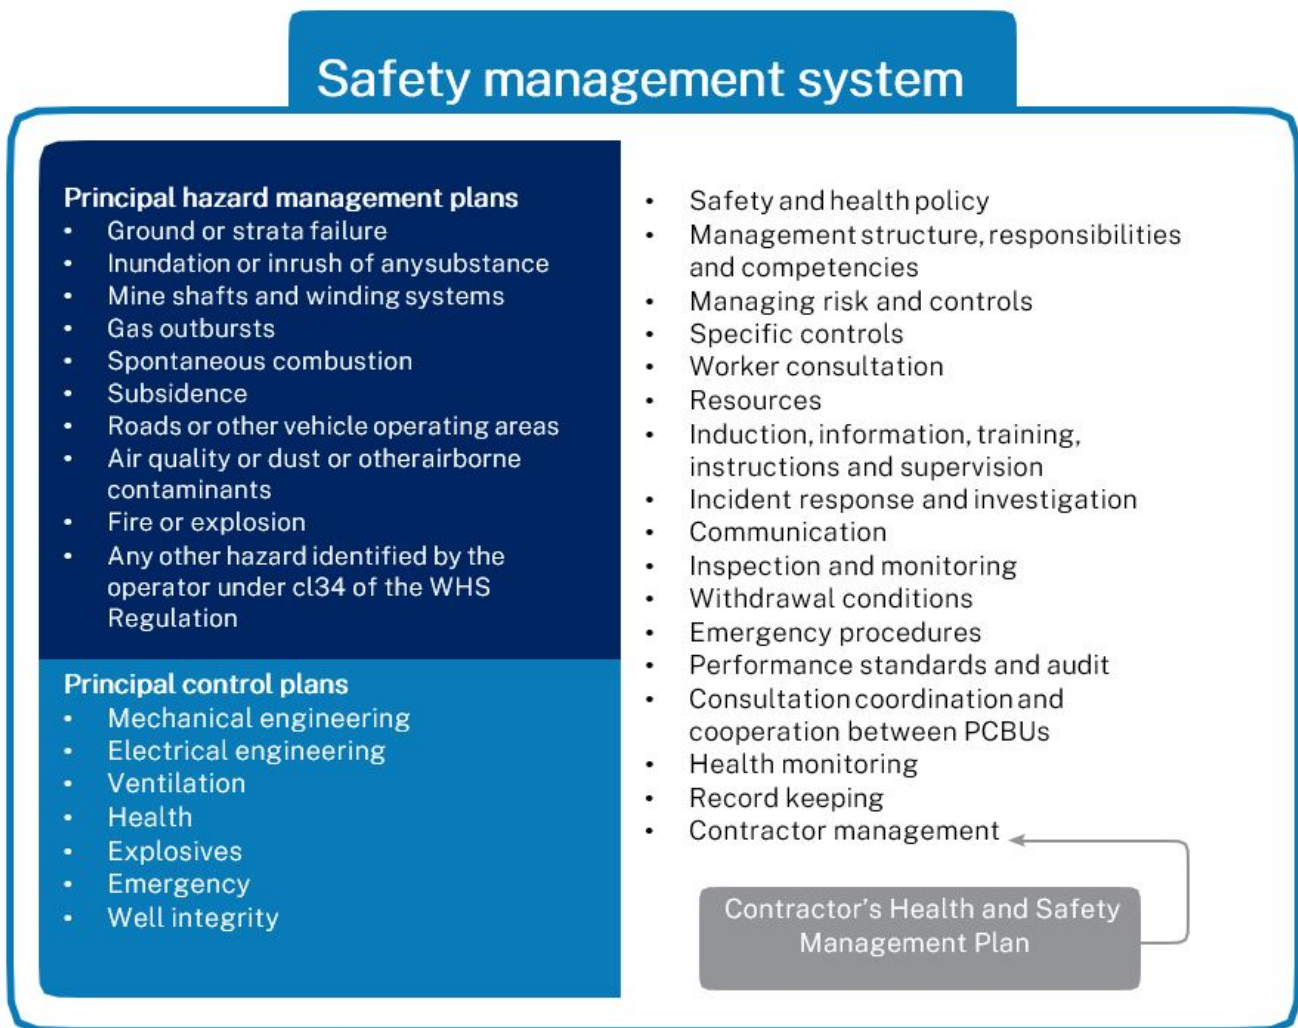 Safety management system
Principal hazard management plans
• Ground or strata failure
• Inundation or inrush of anysubstance
• Mine shafts and winding systems
• Gas outbursts
• Spontaneous combustion
• Subsidence
• Roads or other vehicle operating areas
• Air quality or dust or otherairborne
contaminants
• Fire or explosion
• Any other hazard identified by the
operator under cl34 of the WHS
Regulation
Principal control plans
• Mechanical engineering
• Electrical engineering
• Ventilation
• Health
• Explosives
• Emergency
• Well integrity
• Safety and health policy
• Management structure, responsibilities
and competencies
• Managing risk and controls
• Specific controls
• Worker consultation
• Resources
• Induction, information, training,
instructions and supervision
• Incident response and investigation
• Communication
• Inspection and monitoring
• Withdrawal conditions
• Emergency procedures
• Performance standards and audit
• Consultation coordination and
cooperation between PCBUs
• Health monitoring
• Record keeping
• Contractor management
Contractor's Health and Safety
Management Plan